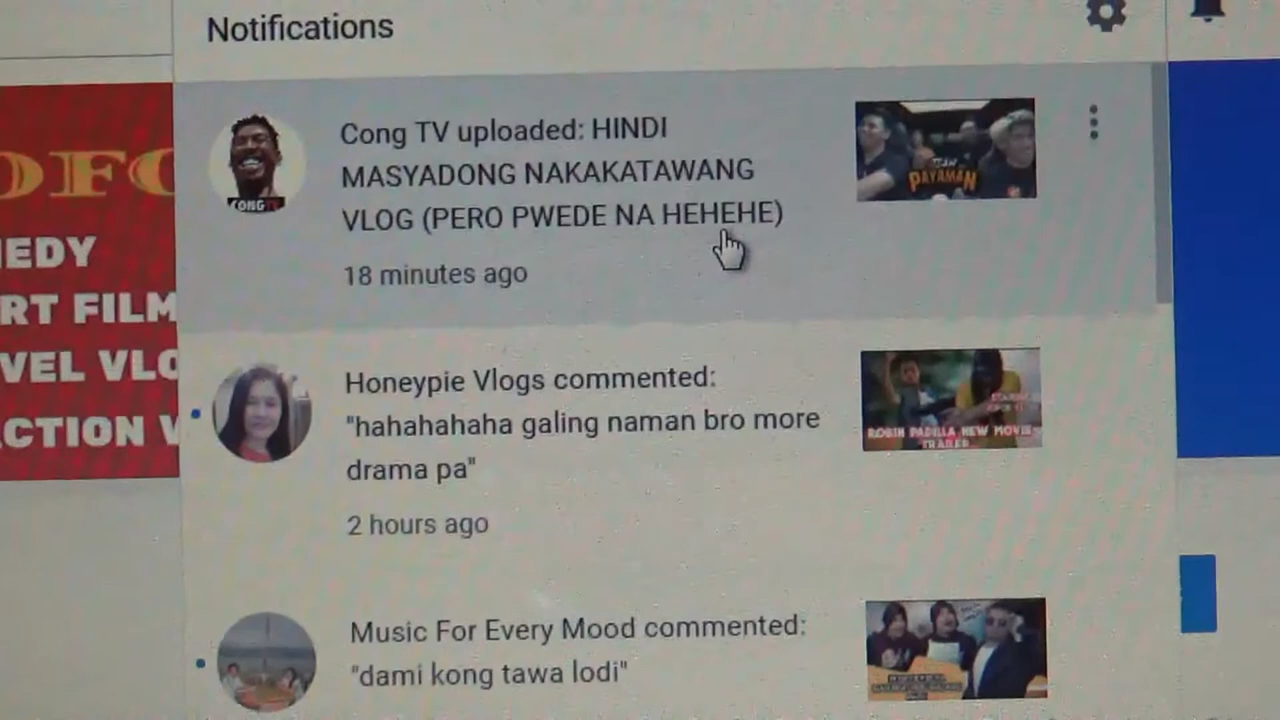 Notifications
OFO
Cong TV uploaded: HINDI
MASYADONG NAKAKATAWANG
VLOG (PERO PWEDE NA HEHEHE)
18 minutes ago
CONGTV
TEAM
PAYAMAN
EDY
RT FILM
VEL VLO
CTION V
Honeypie Vlogs commented:
"hahahahaha galing naman bro more
drama pa"
2 hours ago
ROBIN PADILLA NEW MOVIE
TRAILER
Music For Every Mood commented:
"dami kong tawa lodi"